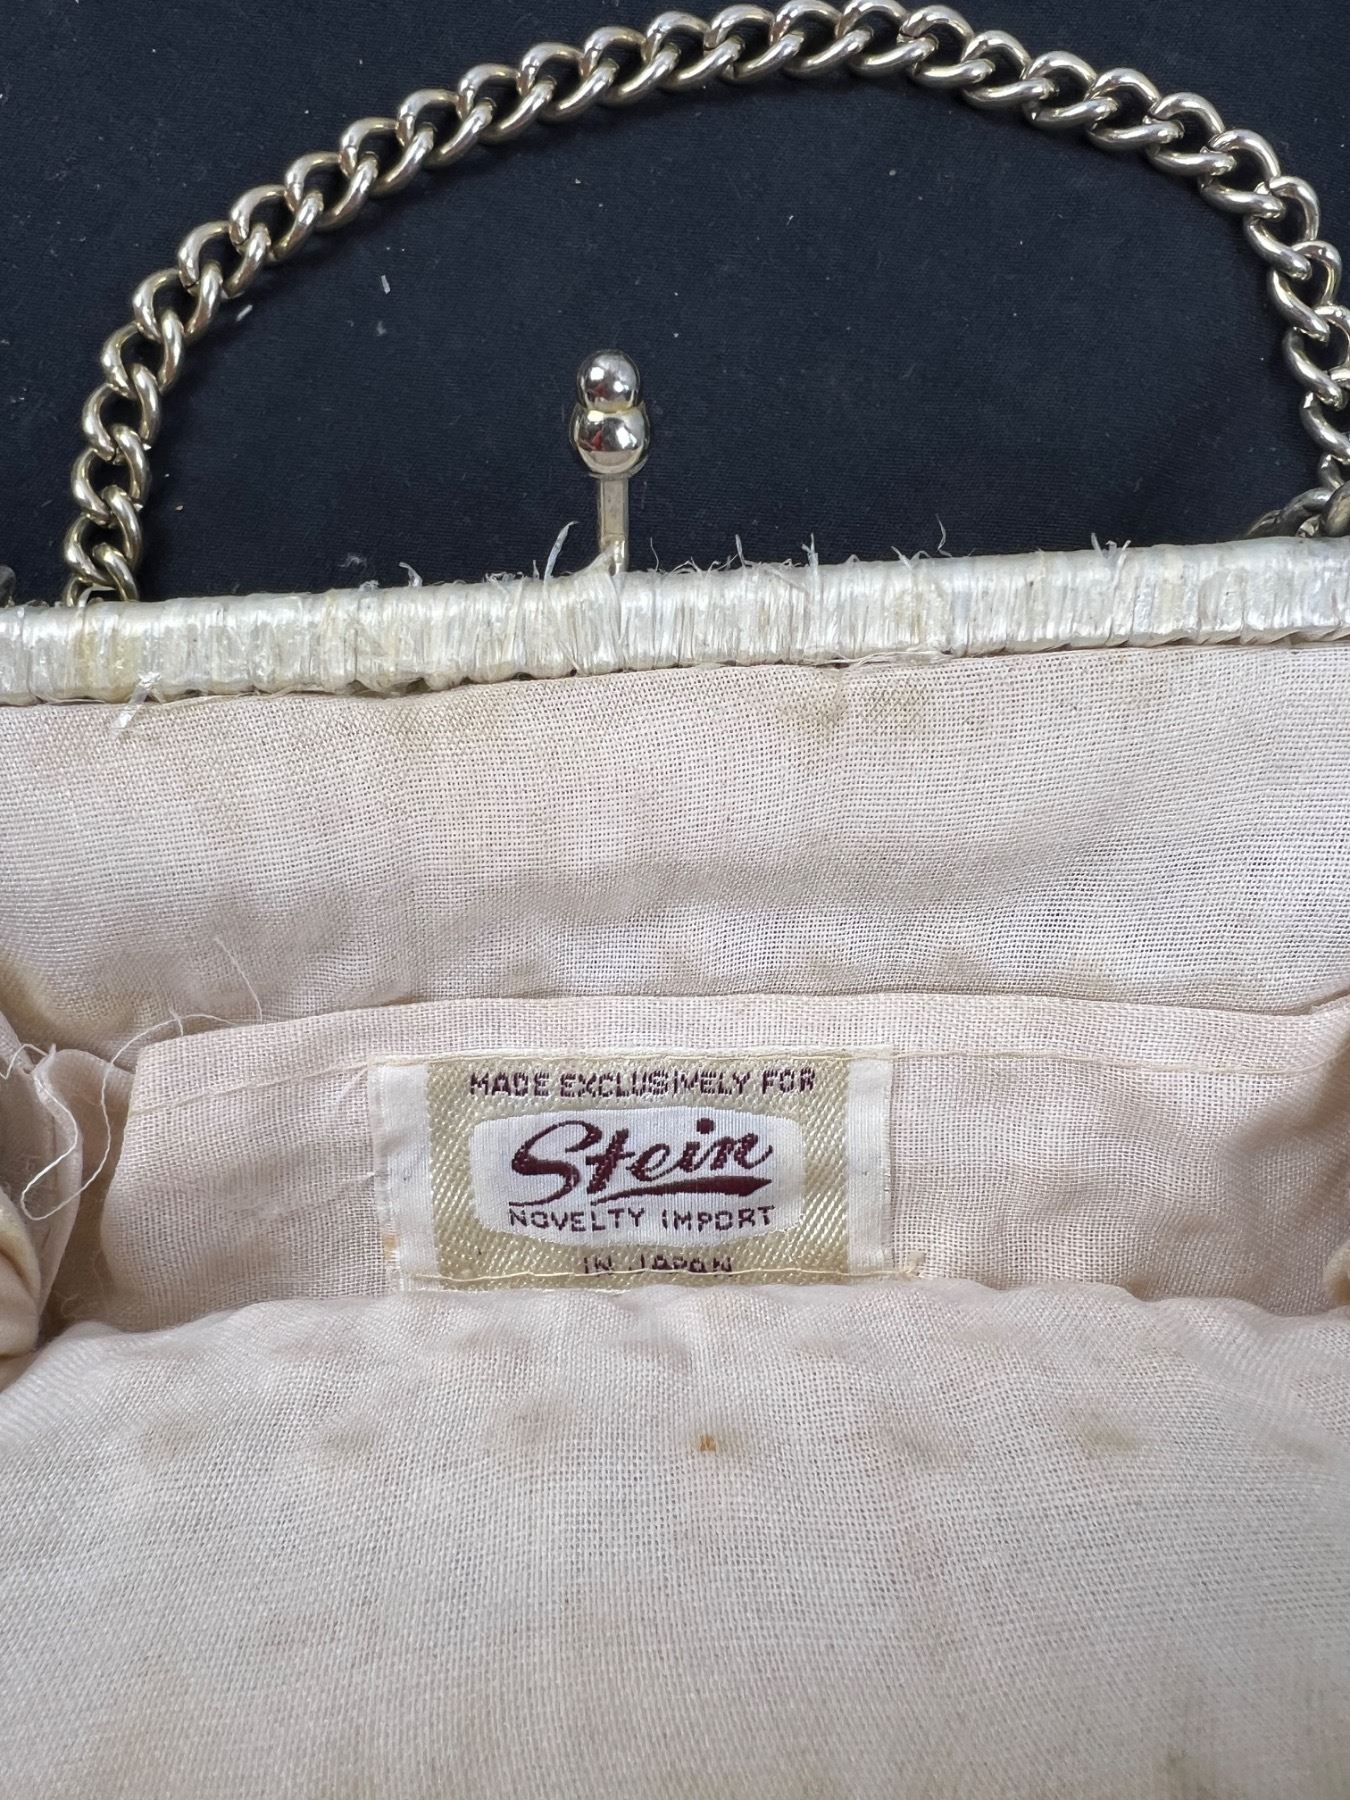 MADE EXCLUSIVELY FOR
Stein
NOVELTY IMPORT
IN JAPAN